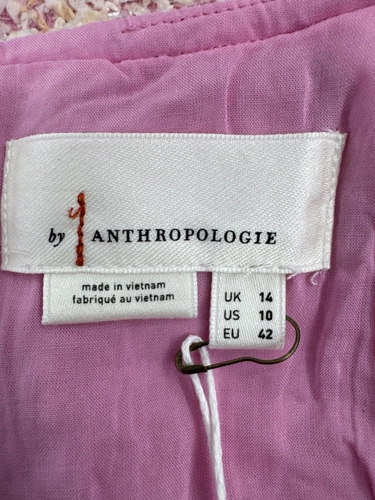 by ANTHROPOLOGIE
made in vietnam
fabriqué au vietnam
UK 14
US 10
EU 42